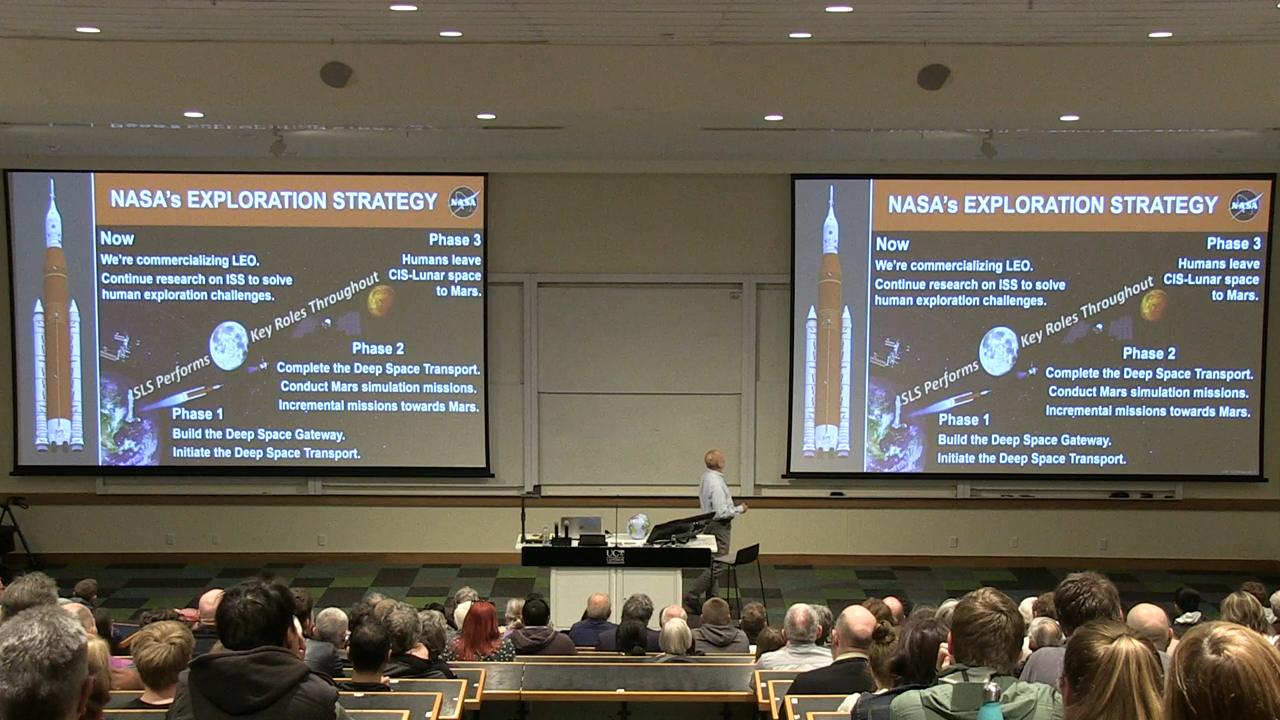 NASA's EXPLORATION STRATEGY
NASA
Now
We're commercializing LEO.
Continue research on ISS to solve
human exploration challenges.
Phase 3
Humans leave
CIS-Lunar space
to Mars.
SLS Performs Key Roles Throughout
Phase 2
Complete the Deep Space Transport.
Conduct Mars simulation missions.
Incremental missions towards Mars.
Phase 1
Build the Deep Space Gateway.
Initiate the Deep Space Transport.
NASA's EXPLORATION STRATEGY
NASA
Now
We're commercializing LEO.
Continue research on ISS to solve
human exploration challenges.
Phase 3
Humans leave
CIS-Lunar space
to Mars.
SLS Performs Key Roles Throughout
Phase 2
Complete the Deep Space Transport.
Conduct Mars simulation missions.
Incremental missions towards Mars.
Phase 1
Build the Deep Space Gateway.
Initiate the Deep Space Transport.
UC